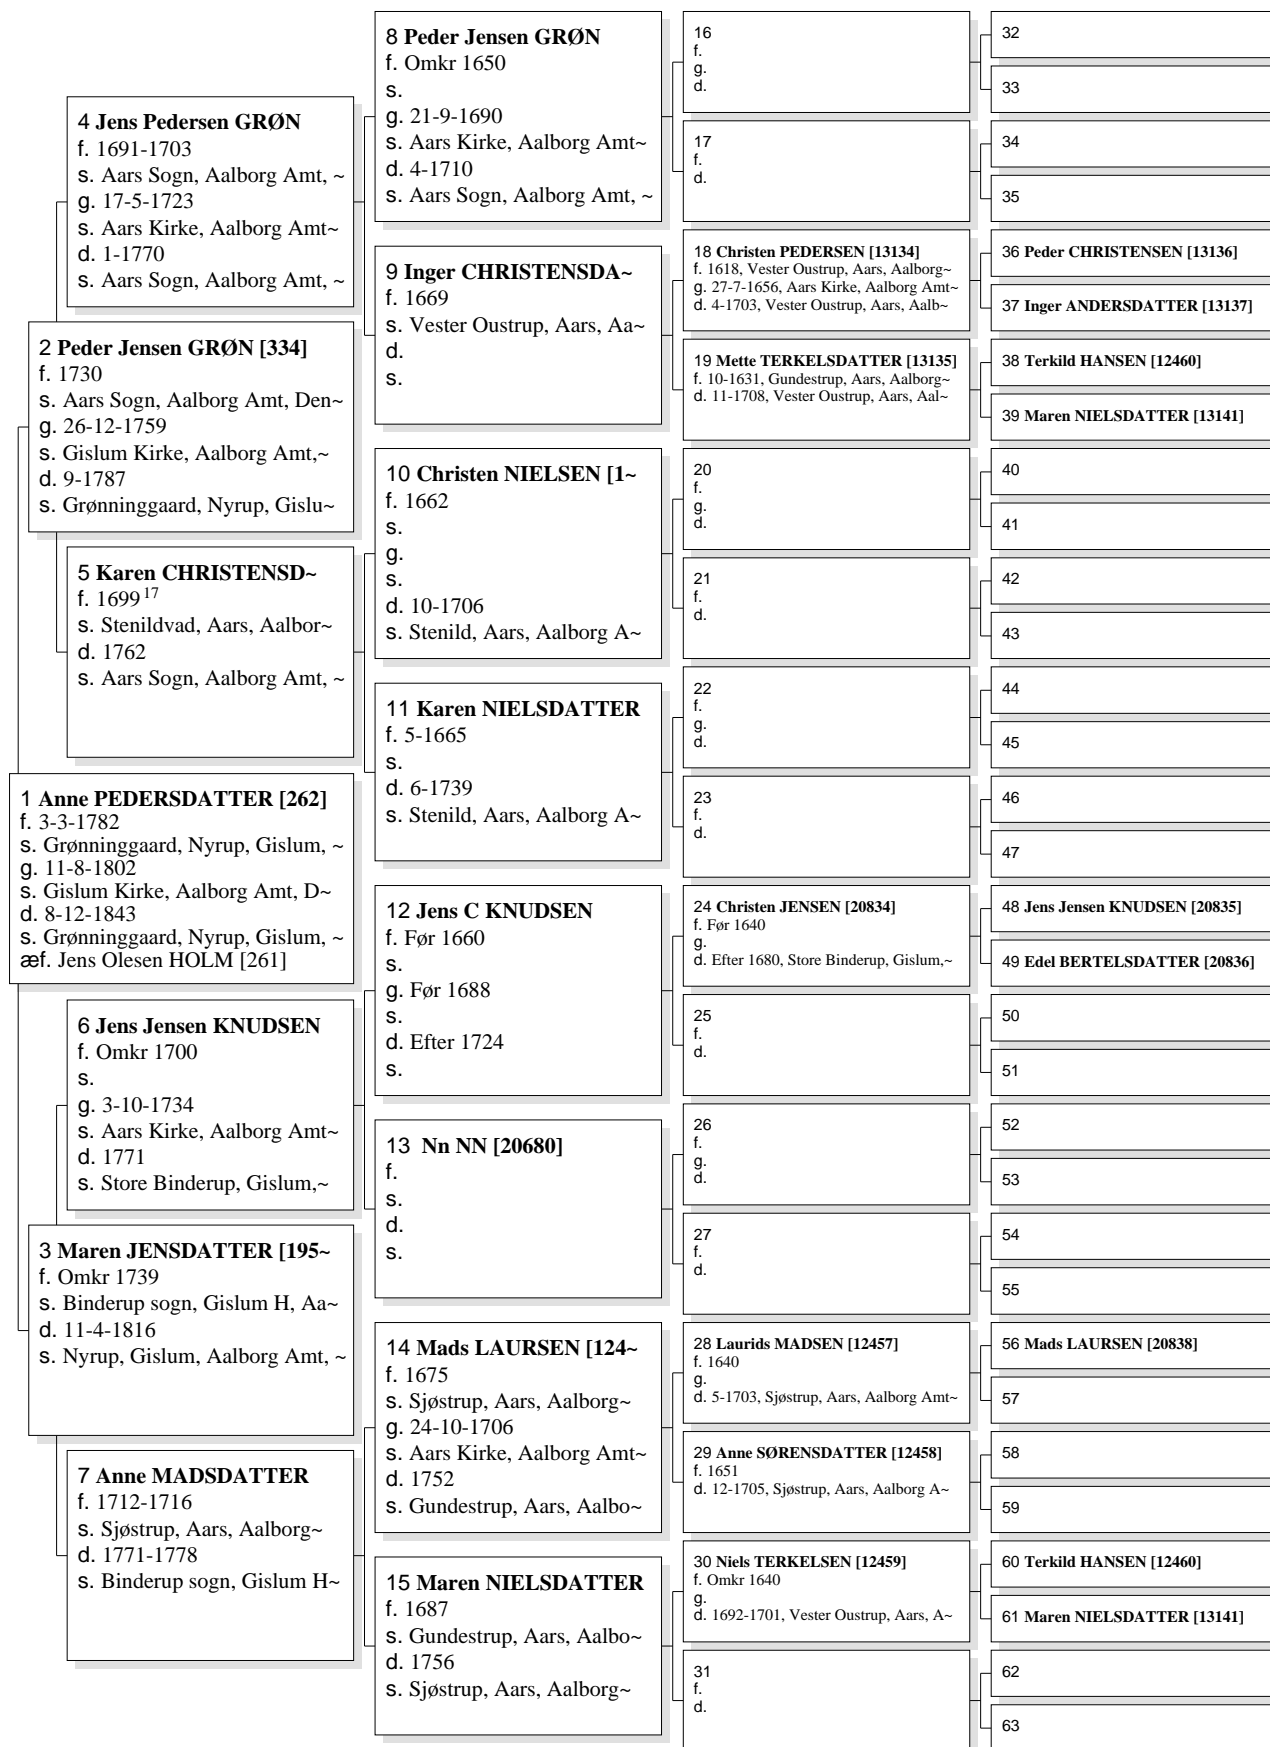 1 Anne PEDERSDATTER [262]
f. 3-3-1782
s. Grønninggaard, Nyrup, Gislum, ~
g. 11-8-1802
s. Gislum Kirke, Aalborg Amt, D~
d. 8-12-1843
s. Grønninggaard, Nyrup, Gislum, ~
æf. Jens Olesen HOLM [261]
2 Peder Jensen GRØN [334]
f. 1730
s. Aars Sogn, Aalborg Amt, Den~
g. 26-12-1759
s. Gislum Kirke, Aalborg Amt,~
d. 9-1787
s. Grønninggaard, Nyrup, Gislu~
3 Maren JENSDATTER [195~
f. Omkr 1739
s. Binderup sogn, Gislum H, Aa~
d. 11-4-1816
s. Nyrup, Gislum, Aalborg Amt, ~
4 Jens Pedersen GRØN
f. 1691-1703
s. Aars Sogn, Aalborg Amt, ~
g. 17-5-1723
s. Aars Kirke, Aalborg Amt~
d. 1-1770
s. Aars Sogn, Aalborg Amt, ~
5 Karen CHRISTENSD~
f. 1699 17
s. Stenildvad, Aars, Aalbor~
d. 1762
s. Aars Sogn, Aalborg Amt, ~
6 Jens Jensen KNUDSEN
f. Omkr 1700
s.
g. 3-10-1734
s. Aars Kirke, Aalborg Amt~
d. 1771
s. Store Binderup, Gislum,~
7 Anne MADSDATTER
f. 1712-1716
s. Sjøstrup, Aars, Aalborg~
d. 1771-1778
s. Binderup sogn, Gislum H~
8 Peder Jensen GRØN
f. Omkr 1650
s.
g. 21-9-1690
s. Aars Kirke, Aalborg Amt~
d. 4-1710
s. Aars Sogn, Aalborg Amt, ~
9 Inger CHRISTENSDA~
f. 1669
s. Vester Oustrup, Aars, Aa~
d.
s.
10 Christen NIELSEN [1~
f. 1662
s.
g.
s.
d. 10-1706
s. Stenild, Aars, Aalborg A~
11 Karen NIELSDATTER
f. 5-1665
s.
d. 6-1739
s. Stenild, Aars, Aalborg A~
12 Jens C KNUDSEN
f. Før 1660
s.
g. Før 1688
s.
d. Efter 1724
s.
13 Nn NN [20680]
f.
s.
d.
s.
14 Mads LAURSEN [124~
f. 1675
s. Sjøstrup, Aars, Aalborg~
g. 24-10-1706
s. Aars Kirke, Aalborg Amt~
d. 1752
s. Gundestrup, Aars, Aalbo~
15 Maren NIELSDATTER
f. 1687
s. Gundestrup, Aars, Aalbo~
d. 1756
s. Sjøstrup, Aars, Aalborg~
16
f.
g.
d.
17
f.
d.
18 Christen PEDERSEN [13134]
f. 1618, Vester Oustrup, Aars, Aalborg~
g. 27-7-1656, Aars Kirke, Aalborg Amt~
d. 4-1703, Vester Oustrup, Aars, Aalb~
19 Mette TERKELSDATTER [13135]
f. 10-1631, Gundestrup, Aars, Aalborg~
d. 11-1708, Vester Oustrup, Aars, Aal~
20
f.
g.
d.
21
f.
d.
22
f.
g.
d.
23
f.
d.
24 Christen JENSEN [20834]
f. Før 1640
g.
d. Efter 1680, Store Binderup, Gislum,~
25
f.
d.
26
f.
g.
d.
27
f.
d.
28 Laurids MADSEN [12457]
f. 1640
g.
d. 5-1703, Sjøstrup, Aars, Aalborg Amt~
29 Anne SØRENSDATTER [12458]
f. 1651
d. 12-1705, Sjøstrup, Aars, Aalborg A~
30 Niels TERKELSEN [12459]
f. Omkr 1640
g.
d. 1692-1701, Vester Oustrup, Aars, A~
31
f.
d.
32
33
34
35
36 Peder CHRISTENSEN [13136]
37 Inger ANDERSDATTER [13137]
38 Terkild HANSEN [12460]
39 Maren NIELSDATTER [13141]
40
41
42
43
44
45
46
47
48 Jens Jensen KNUDSEN [20835]
49 Edel BERTELSDATTER [20836]
50
51
52
53
54
55
56 Mads LAURSEN [20838]
57
58
59
60 Terkild HANSEN [12460]
61 Maren NIELSDATTER [13141]
62
63